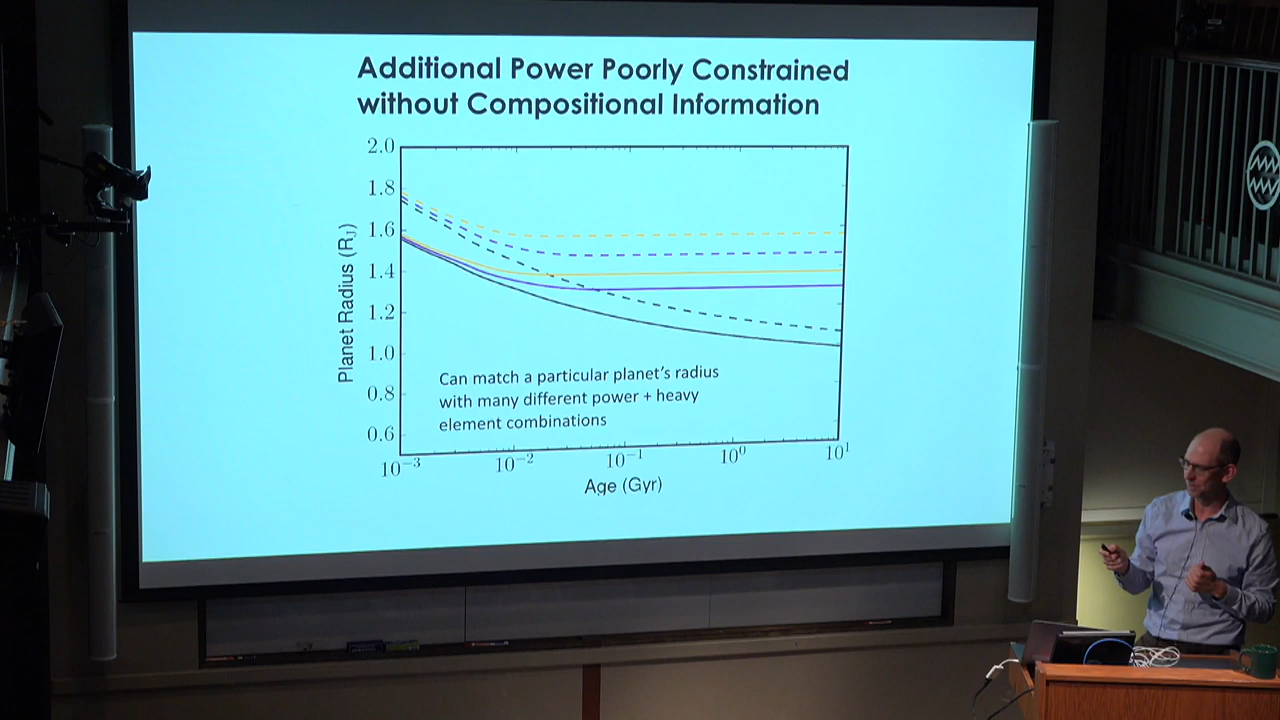 Additional Power Poorly Constrained
without Compositional Information
2.0
1.8
1.6
1.4
1.2
1.0
0.8
0.6
Planet Radius (R_J)
Can match a particular planet's radius
with many different power + heavy
element combinations
10^-3
10^-2
10^-1
10^0
10^1
Age (Gyr)